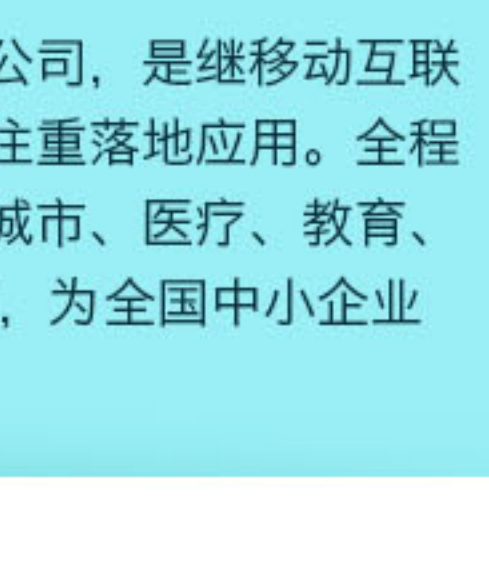 公司，是继移动互联
主重落地应用。全程
城市、医疗、教育、
，为全国中小企业